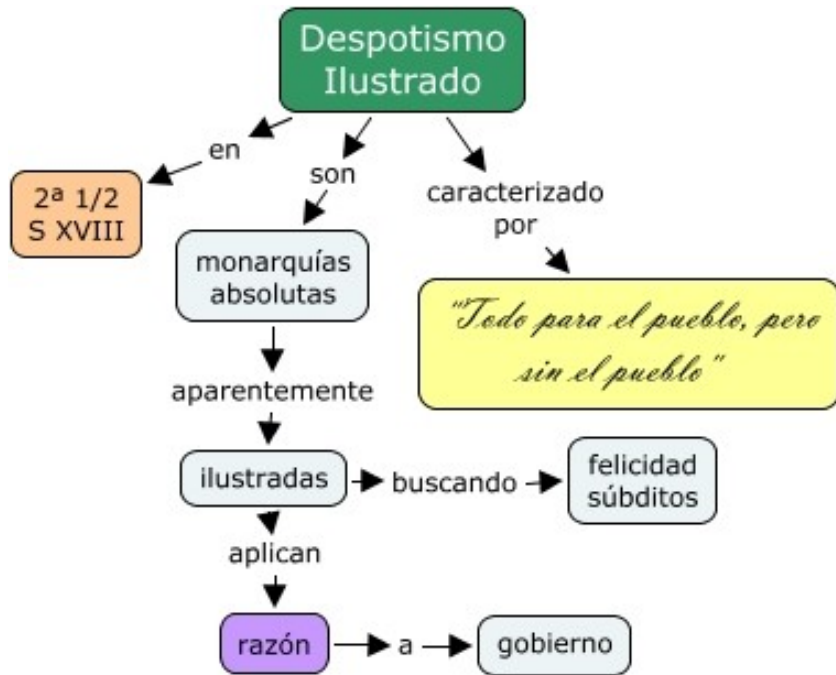 Despotismo
Ilustrado
en
son
caracterizado
por
2ª 1/2
S XVIII
monarquías
absolutas
"Todo para el pueblo, pero
sin el pueblo"
aparentemente
ilustradas
buscando
felicidad
súbditos
aplican
razón
a
gobierno